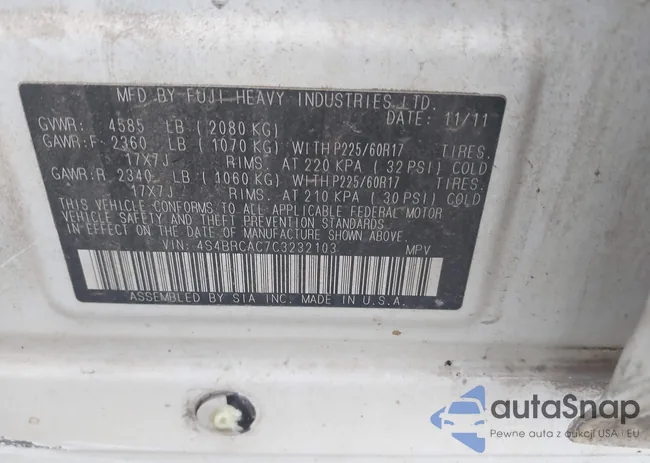 MFD BY FUJI HEAVY INDUSTRIES LTD.
DATE: 11/11
GVWR: 4585 LB (2080 KG)
GAWR:F 2360 LB (1070 KG) WITH P225/60R17 TIRES.
17X7J RIMS. AT 220 KPA (32 PSI) COLD
GAWR:R 2340 LB (1060 KG) WITH P225/60R17 TIRES.
17X7J RIMS. AT 210 KPA (30 PSI) COLD
THIS VEHICLE CONFORMS TO ALL APPLICABLE FEDERAL MOTOR
VEHICLE SAFETY AND THEFT PREVENTION STANDARDS
IN EFFECT ON THE DATE OF MANUFACTURE SHOWN ABOVE.
VIN: 4S4BRCAC7C3232103 MPV
ASSEMBLED BY SIA INC. MADE IN U.S.A.
autaSnap
Pewne auta z aukcji USA i EU